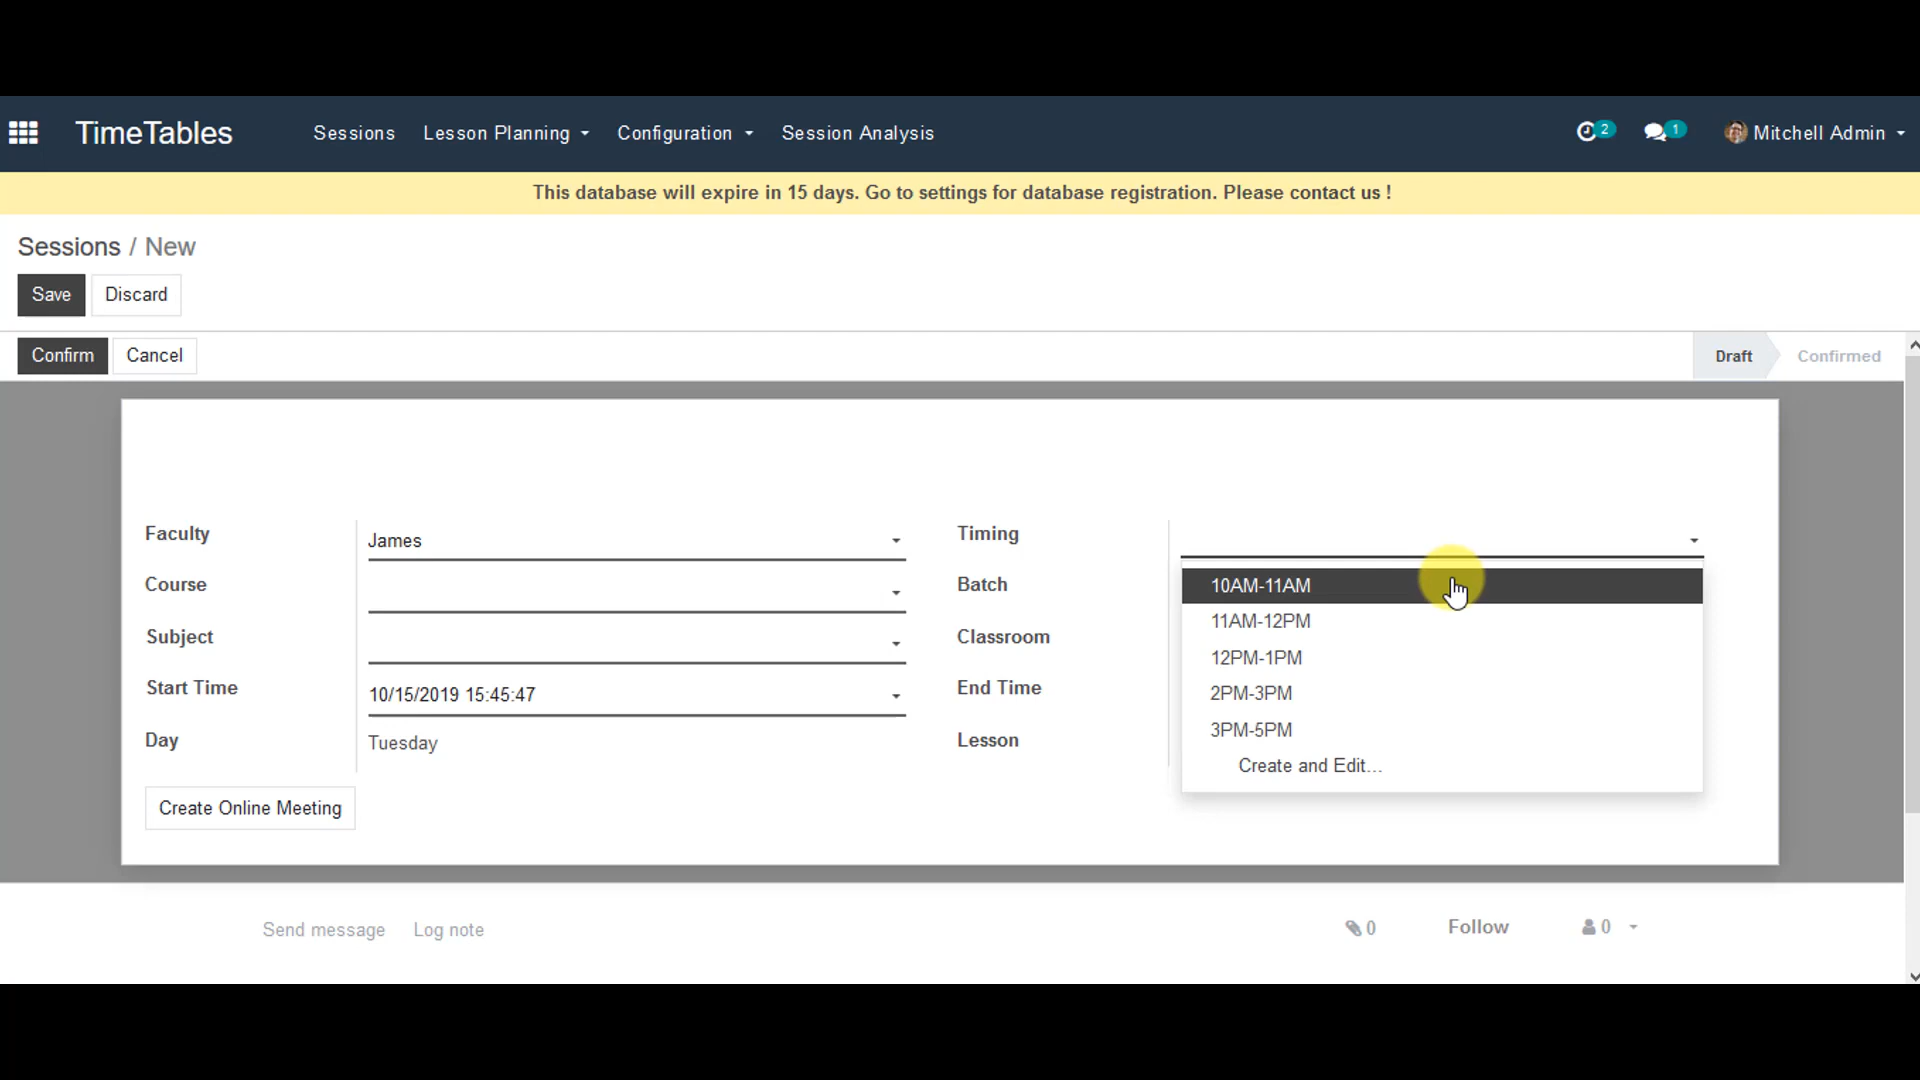 TimeTables Sessions Lesson Planning Configuration Session Analysis 2 1 Mitchell Admin
This database will expire in 15 days. Go to settings for database registration. Please contact us !
Sessions / New
Save Discard
Confirm Cancel Draft Confirmed
Faculty James Timing
Course Batch 10AM-11AM
11AM-12PM
Subject Classroom 12PM-1PM
Start Time 10/15/2019 15:45:47 End Time 2PM-3PM
Day Tuesday Lesson 3PM-5PM
Create and Edit...
Create Online Meeting
Send message Log note 0 Follow 0